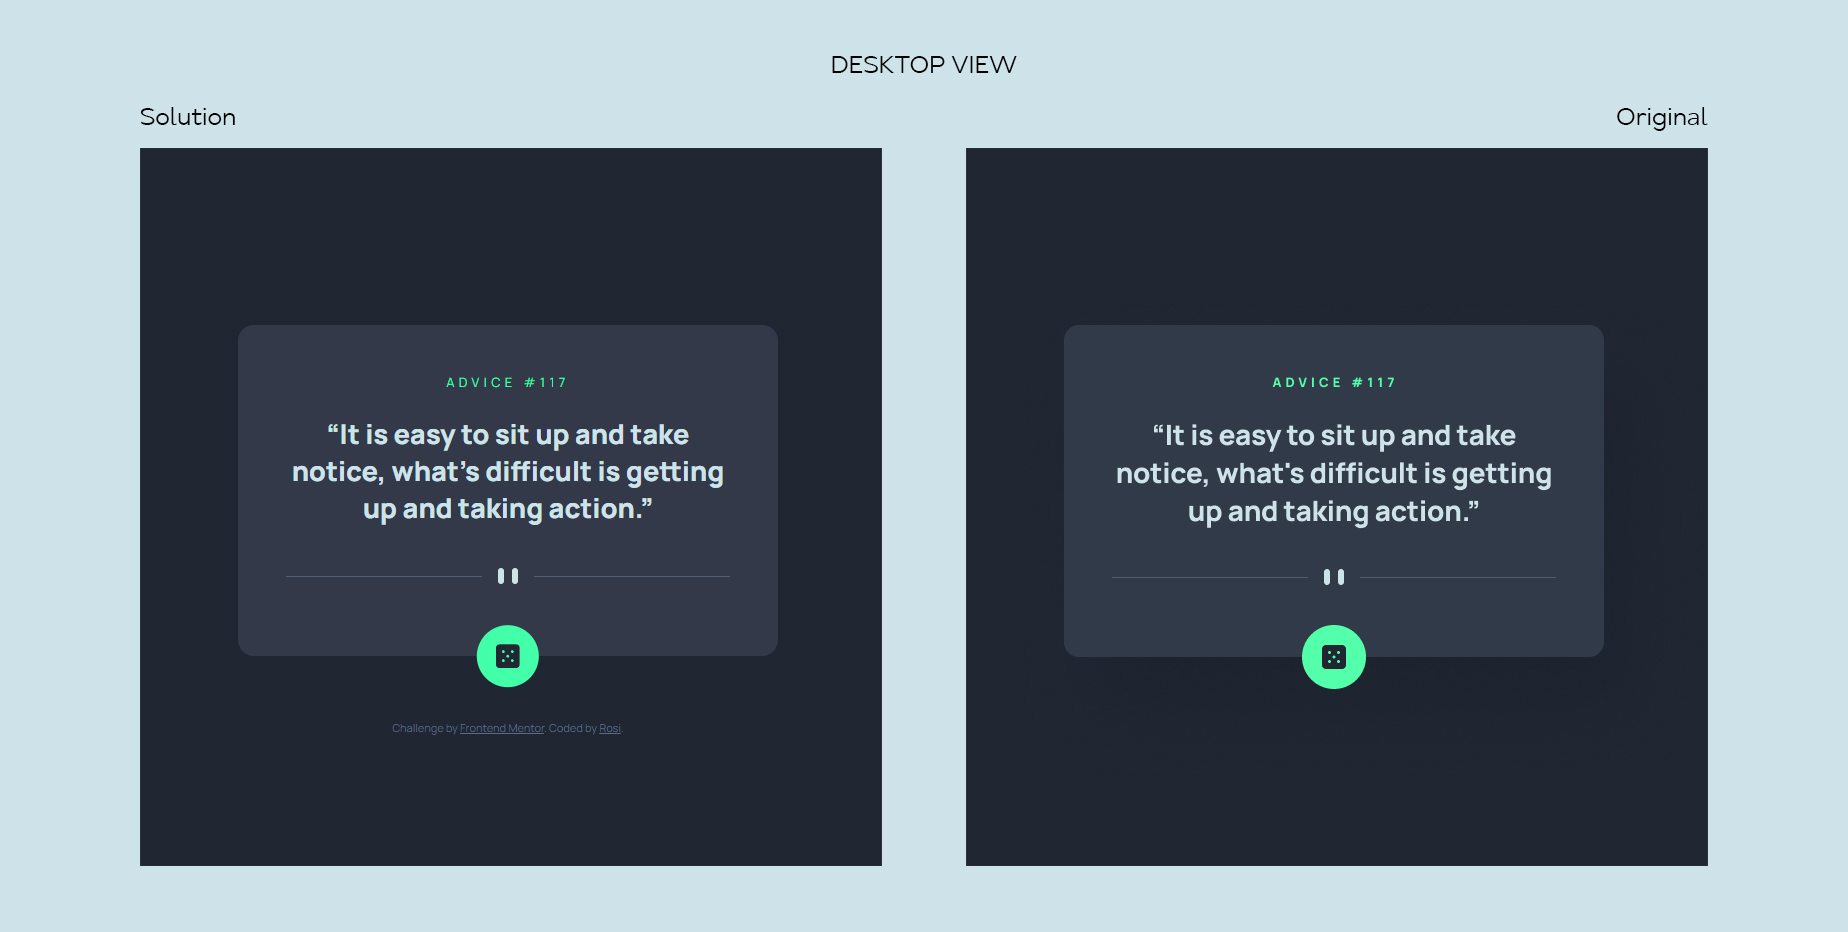 DESKTOP VIEW
Solution
Original
ADVICE #117
“It is easy to sit up and take
notice, what’s difficult is getting
up and taking action.”
Challenge by Frontend Mentor. Coded by Rosi.
ADVICE #117
“It is easy to sit up and take
notice, what's difficult is getting
up and taking action.”